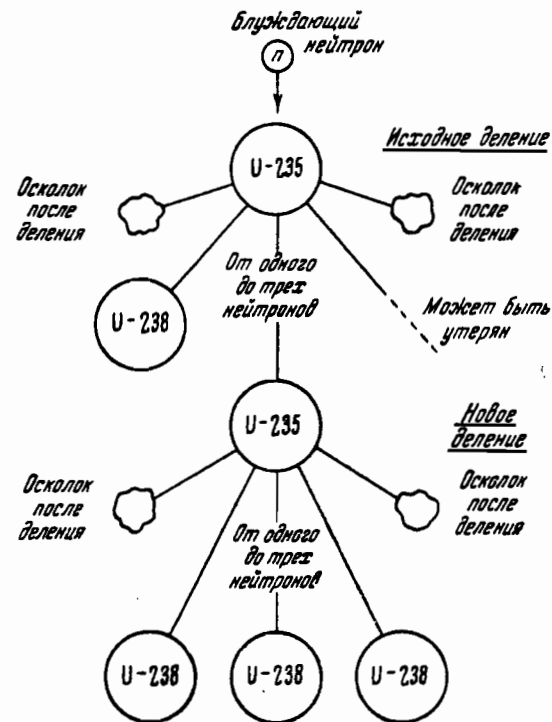 Блуждающий
нейтрон
п
U-235
Исходное деление
Осколок
после
деления
Осколок
после
деления
От одного
до трех
нейтронов
U-238
Может быть
утерян
U-235
Новое
деление
Осколок
после
деления
Осколок
после
деления
От одного
до трех
нейтронов
U-238
U-238
U-238